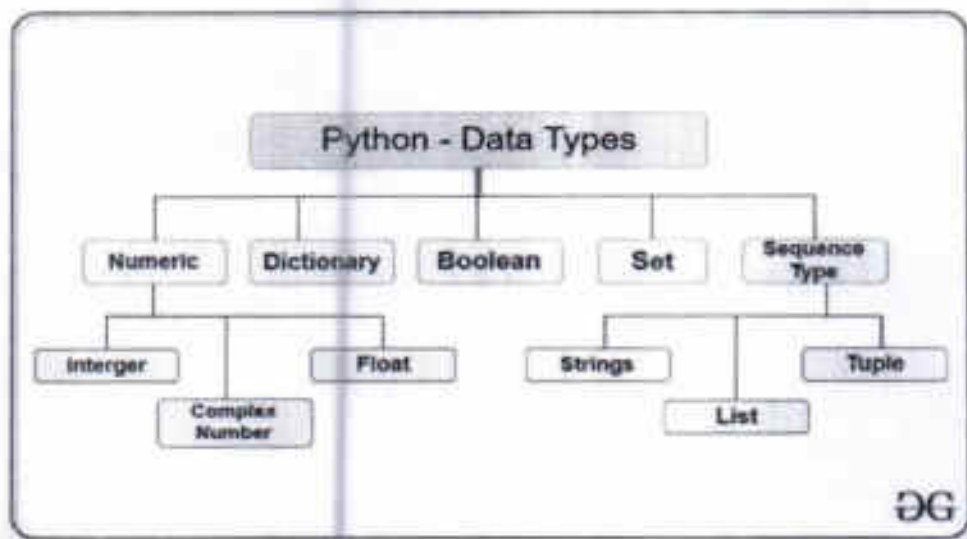 Python - Data Types
Numeric
Dictionary
Boolean
Set
Sequence
Type
Interger
Complex
Number
Float
Strings
List
Tuple
GG